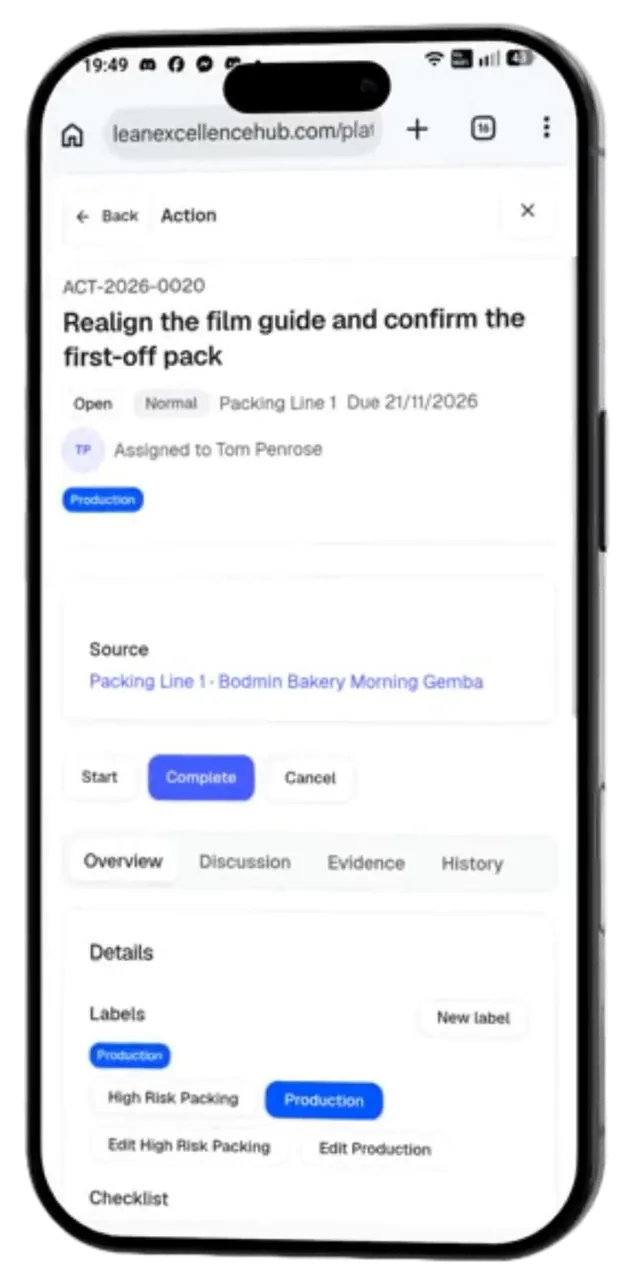 19:49
leanexcellencehub.com/plat
16
43
← Back Action ×
ACT-2026-0020
Realign the film guide and confirm the
first-off pack
Open Normal Packing Line 1 Due 21/11/2026
TP Assigned to Tom Penrose
Production
Source
Packing Line 1 - Bodmin Bakery Morning Gemba
Start Complete Cancel
Overview Discussion Evidence History
Details
Labels New label
Production
High Risk Packing Production
Edit High Risk Packing Edit Production
Checklist